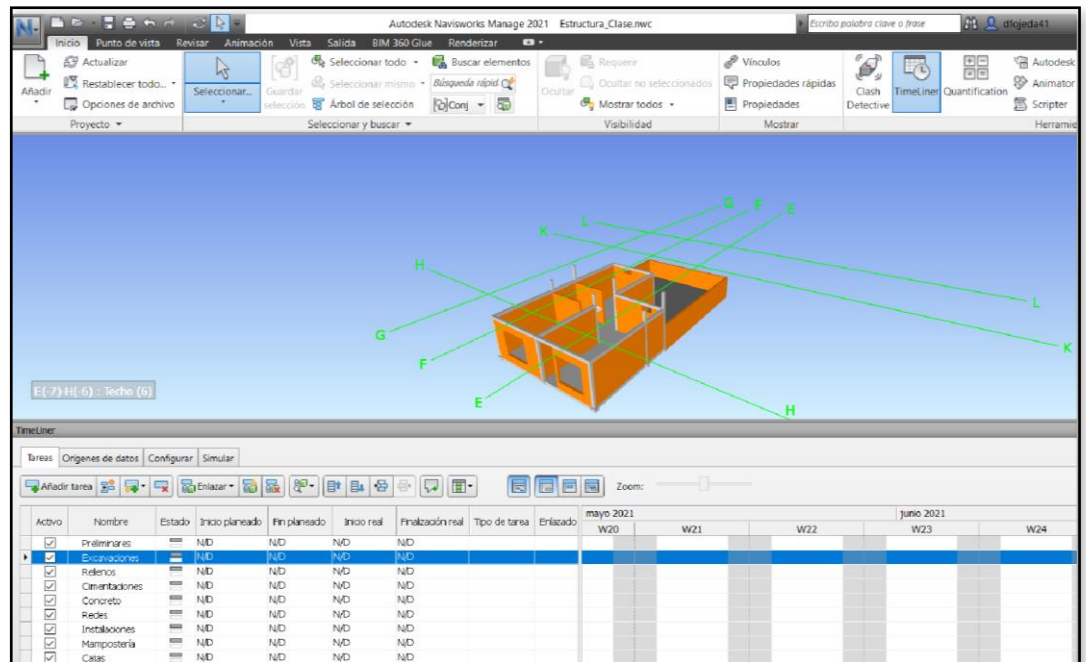 Autodesk Navisworks Manage 2021 Estructura_Clase.nwc
Escriba palabra clave o frase
dfojeda41
Inicio Punto de vista Revisar Animación Vista Salida BIM 360 Glue Renderizar
Añadir
Actualizar
Restablecer todo...
Opciones de archivo
Proyecto
Seleccionar...
Guardar selección
Seleccionar todo
Seleccionar mismo
Árbol de selección
Buscar elementos
Búsqueda rápid
Conj
Seleccionar y buscar
Ocultar
Requerir
Ocultar no seleccionados
Mostrar todos
Visibilidad
Vínculos
Propiedades rápidas
Propiedades
Mostrar
Clash Detective
TimeLiner
Quantification
Autodesk
Animator
Scripter
Herramie
G F E
L
K
H
L
G
K
F
E
H
E(-7)-H(-6) : Techo (6)
TimeLiner
Tareas Orígenes de datos Configurar Simular
Añadir tarea Enlazar Zoom:
Activo Nombre Estado Inicio planeado Fin planeado Inicio real Finalización real Tipo de tarea Enlazado
mayo 2021 junio 2021
W20 W21 W22 W23 W24
Preliminares N/D N/D N/D N/D
Excavaciones N/D N/D N/D N/D
Rellenos N/D N/D N/D N/D
Cimentaciones N/D N/D N/D N/D
Concreto N/D N/D N/D N/D
Redes N/D N/D N/D N/D
Instalaciones N/D N/D N/D N/D
Mampostería N/D N/D N/D N/D
N/D N/D N/D N/D